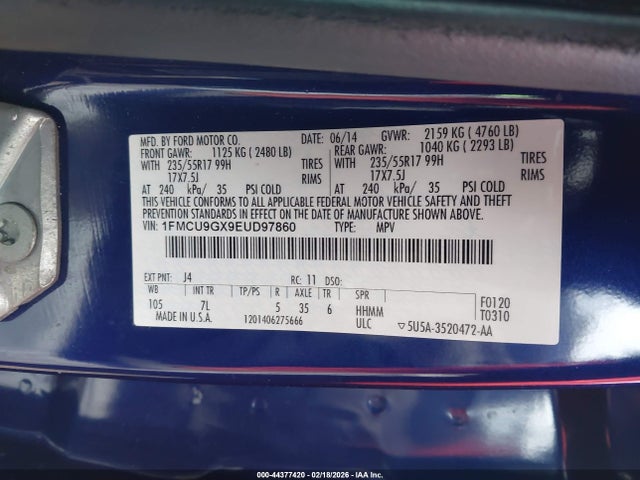 MFD. BY FORD MOTOR CO. DATE: 06/14 GVWR: 2159 KG ( 4760 LB)
FRONT GAWR: 1125 KG ( 2480 LB) REAR GAWR: 1040 KG ( 2293 LB)
235/55R17 99H TIRES 235/55R17 99H TIRES
17X7.5J RIMS 17X7.5J RIMS
AT 240 kPa/ 35 PSI COLD AT 240 kPa/ 35 PSI COLD
THIS VEHICLE CONFORMS TO ALL APPLICABLE FEDERAL MOTOR VEHICLE SAFETY AND THEFT
PREVENTION STANDARDS IN EFFECT ON THE DATE OF MANUFACTURE SHOWN ABOVE.
VIN: 1FMCU9GX9EUD97860 TYPE: MPV
EXT PNT: J4 RC: 11 DSO:
WB INT TR TP/PS R AXLE TR SPR F0120
105 7L 5 35 6 HHMM T0310
MADE IN U.S.A. 1201406275666 ULC ▽5U5A-3520472-AA
000-44377420 - 02/18/2026 - IAA Inc.